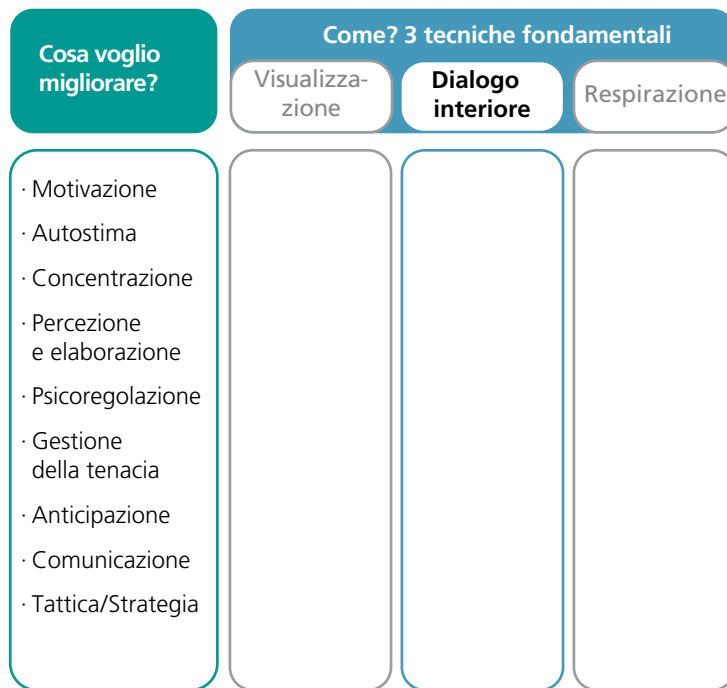 Cosa voglio
migliorare?
Come? 3 tecniche fondamentali
Visualizza-
zione
Dialogo
interiore
Respirazione
· Motivazione
· Autostima
· Concentrazione
· Percezione
e elaborazione
· Psicoregolazione
· Gestione
della tenacia
· Anticipazione
· Comunicazione
· Tattica/Strategia